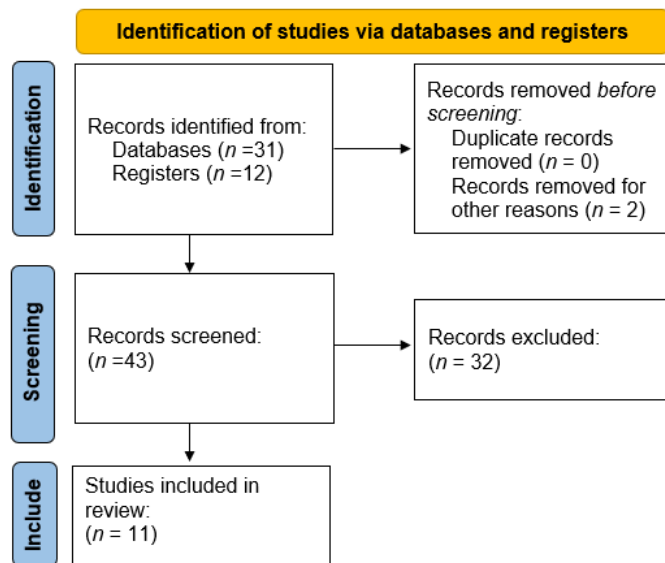 Identification of studies via databases and registers
Identification
Records identified from:
Databases (n =31)
Registers (n =12)
Records removed before
screening:
Duplicate records
removed (n = 0)
Records removed for
other reasons (n = 2)
Screening
Records screened:
(n =43)
Records excluded:
(n = 32)
Include
Studies included in
review:
(n = 11)